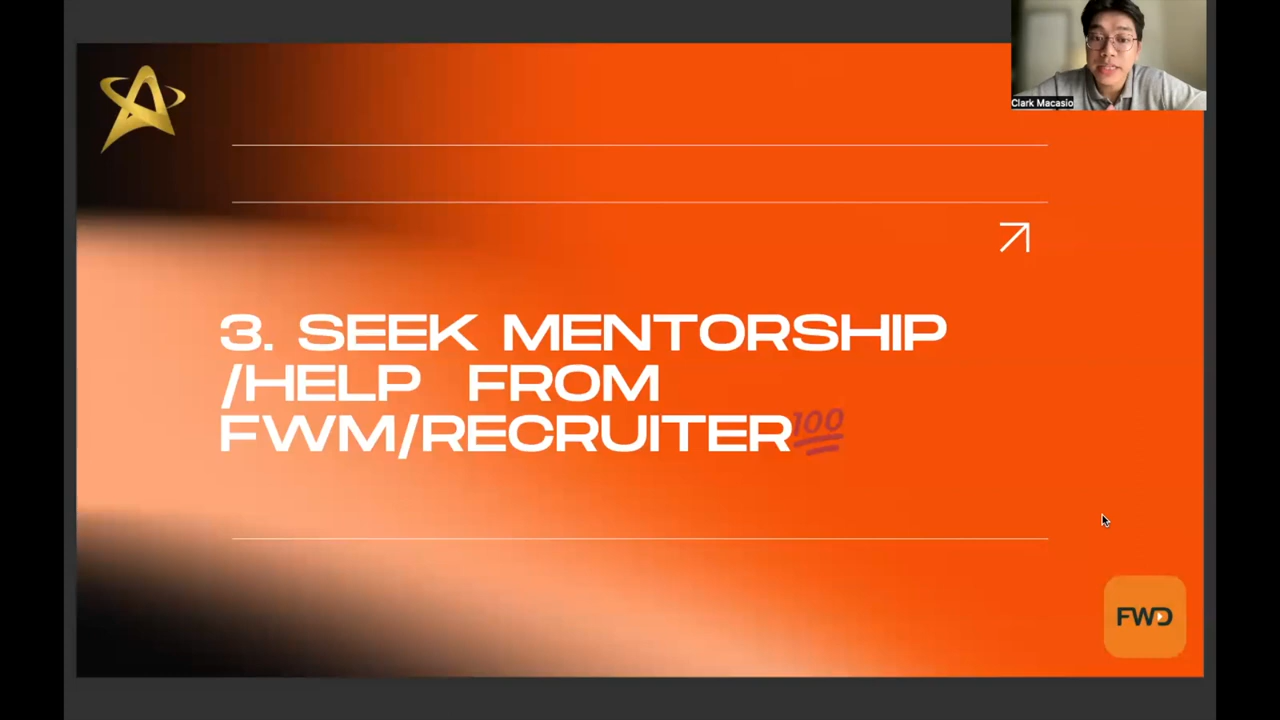 Clark Macasio
3. SEEK MENTORSHIP
/HELP FROM
FWM/RECRUITER💯
FWD